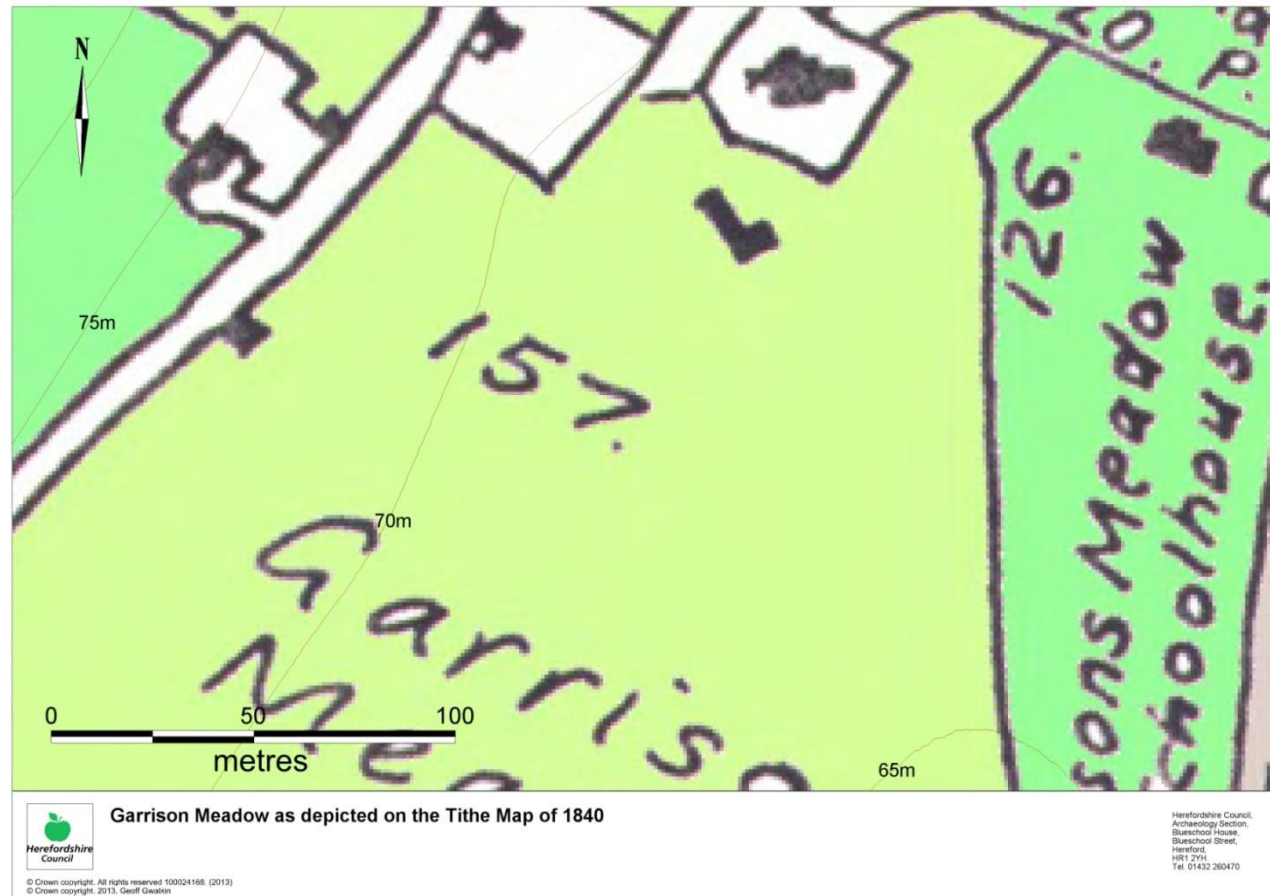 N
20.
P.
126.
sons Meadow
choolhouse.
75m
157.
70m
Garriso
Mea
0 50 100
metres
65m
Garrison Meadow as depicted on the Tithe Map of 1840
Herefordshire
Council
© Crown copyright. All rights reserved 100024168. (2013)
© Crown copyright. 2013, Geoff Gwatkin
Herefordshire Council,
Archaeology Section,
Blueschool House,
Blueschool Street,
Hereford,
HR1 2YH.
Tel. 01432 260470